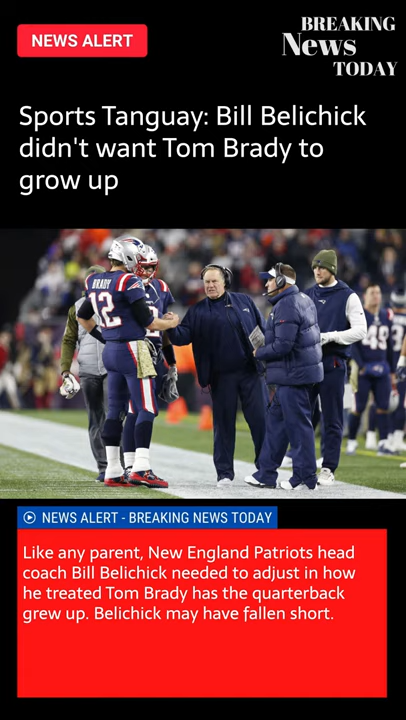 NEWS ALERT
BREAKING
News
TODAY
Sports Tanguay: Bill Belichick
didn't want Tom Brady to
grow up
BRADY
12
49
NEWS ALERT - BREAKING NEWS TODAY
Like any parent, New England Patriots head
coach Bill Belichick needed to adjust in how
he treated Tom Brady has the quarterback
grew up. Belichick may have fallen short.